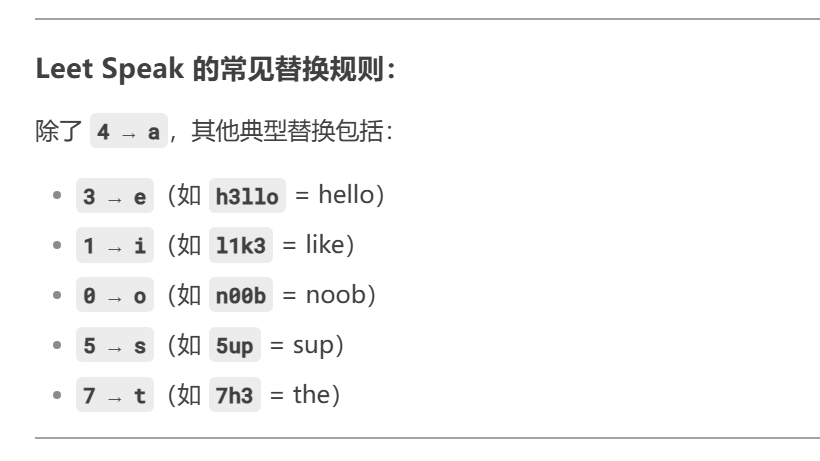 Leet Speak 的常见替换规则：
除了 4 → a，其他典型替换包括：
3 → e（如 h3llo = hello）
1 → i（如 l1k3 = like）
0 → o（如 n00b = noob）
5 → s（如 5up = sup）
7 → t（如 7h3 = the）